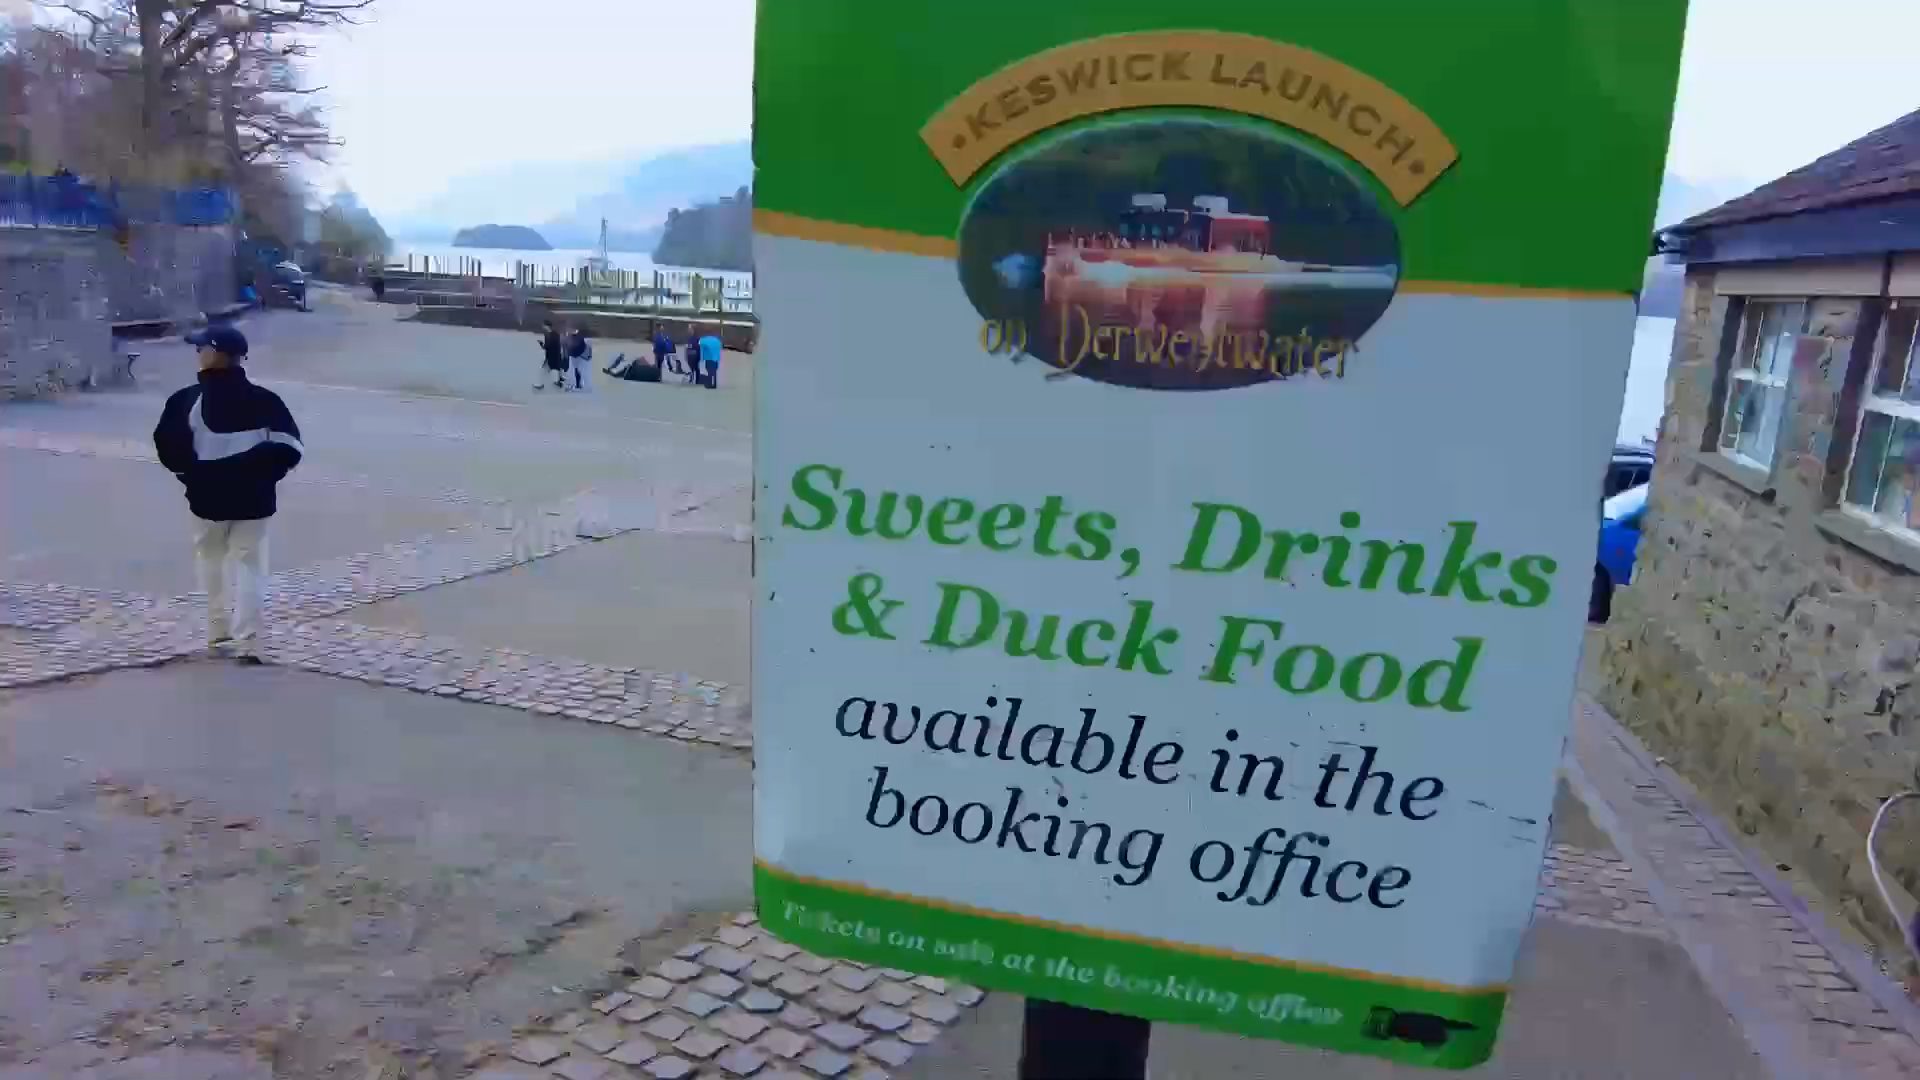 •KESWICK LAUNCH•
on Derwentwater
Sweets, Drinks
& Duck Food
available in the
booking office
Tickets on sale at the booking office